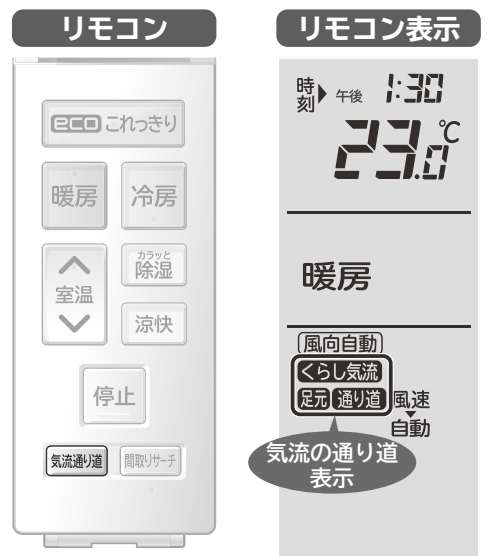 リモコン
eco これっきり
暖房
冷房
室温
カラッと
除湿
涼快
停止
気流通り道
間取りサーチ
リモコン表示
時刻 午後 1:30
23.0℃
暖房
風向自動
くらし気流
足元 通り道
風速
自動
気流の通り道
表示